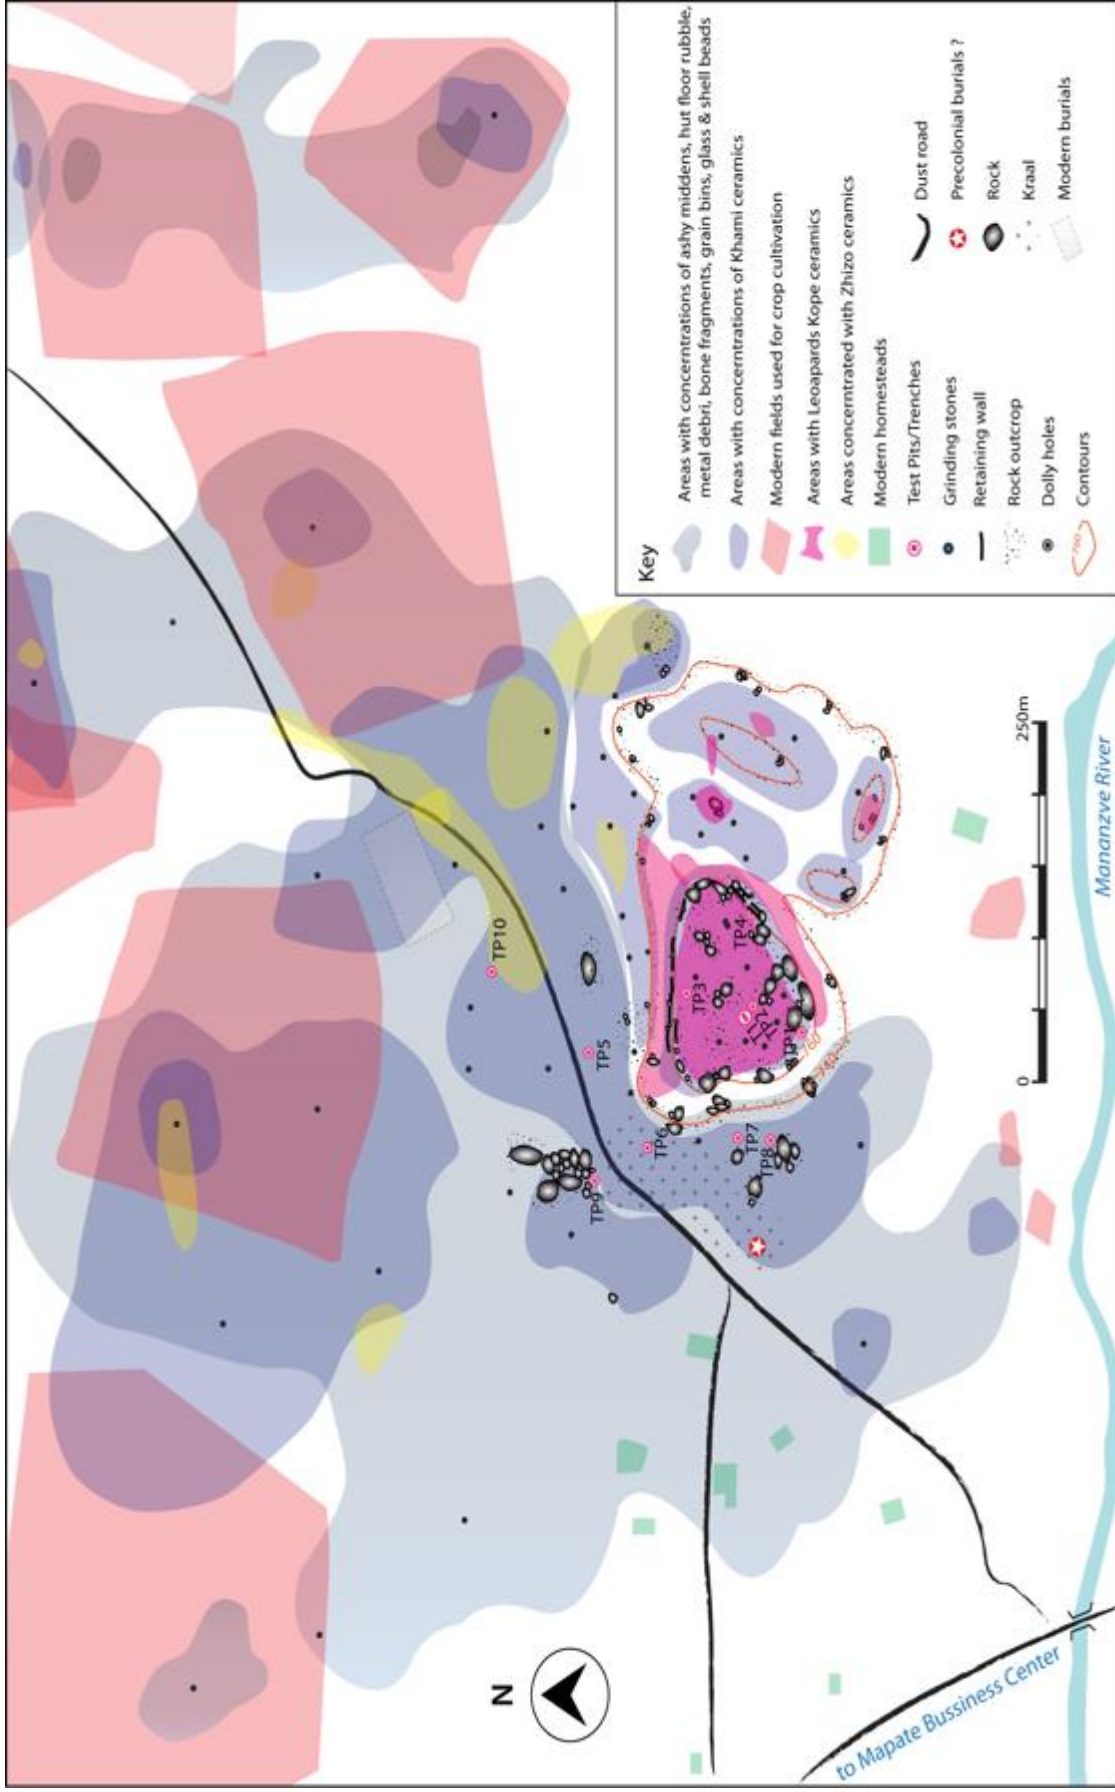 Key
Areas with concerntrations of ashy middens, hut floor rubble,
metal debri, bone fragments, grain bins, glass & shell beads
Areas with concerntrations of Khami ceramics
Modern fields used for crop cultivation
Areas with Leoapards Kope ceramics
Areas concerntrated with Zhizo ceramics
Modern homesteads
Test Pits/Trenches
Grinding stones
Retaining wall
Rock outcrop
Dolly holes
760
Contours
Dust road
Precolonial burials ?
Rock
Kraal
Modern burials
N
TP10
TP5
TP9
TP6
TP7
TP8
TP3
TP4
TP1
760
740
0
250m
Mananzve River
to Mapate Bussiness Center